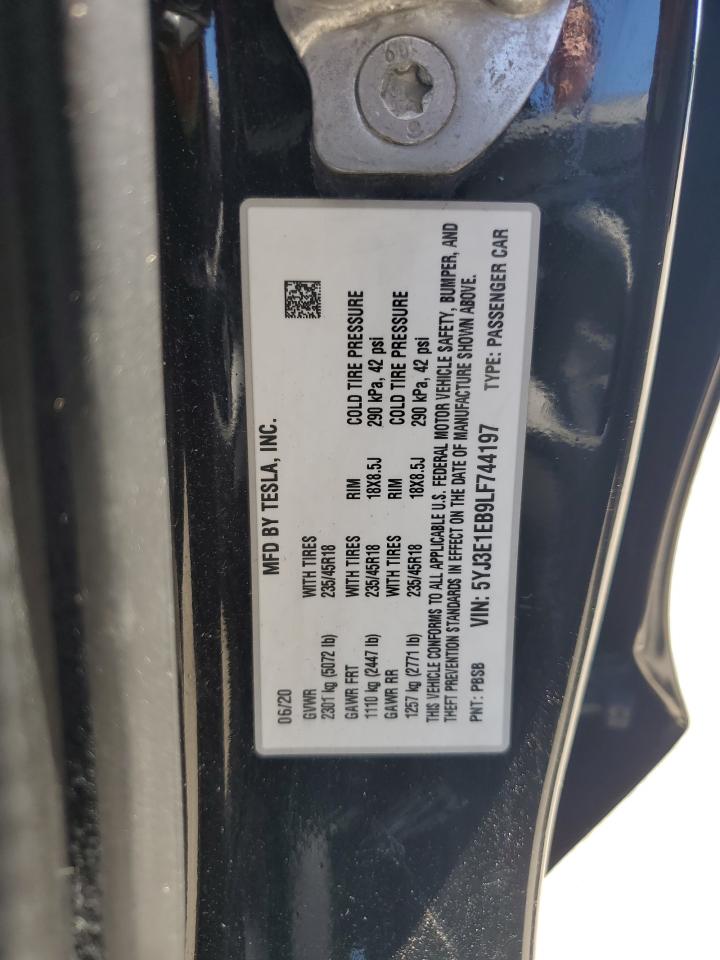 MFD BY TESLA, INC.
06/20
GVWR WITH TIRES
2301 kg (5072 lb) 235/45R18
GAWR FRT WITH TIRES RIM COLD TIRE PRESSURE
1110 kg (2447 lb) 235/45R18 18X8.5J 290 kPa, 42 psi
GAWR RR WITH TIRES RIM COLD TIRE PRESSURE
1257 kg (2771 lb) 235/45R18 18X8.5J 290 kPa, 42 psi
THIS VEHICLE CONFORMS TO ALL APPLICABLE U.S. FEDERAL MOTOR VEHICLE SAFETY, BUMPER, AND
THEFT PREVENTION STANDARDS IN EFFECT ON THE DATE OF MANUFACTURE SHOWN ABOVE.
PNT: PBSB VIN: 5YJ3E1EB9LF744197 TYPE: PASSENGER CAR